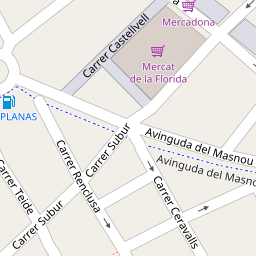 Mercadona
Carrer Castellvell
Mercat
de la Florida
PLANAS
Avinguda del Masnou
Avinguda del Masno
Carrer Subur
Carrer Renclusa
Carrer Ceravalls
Carrer Teide
Carrer Subur